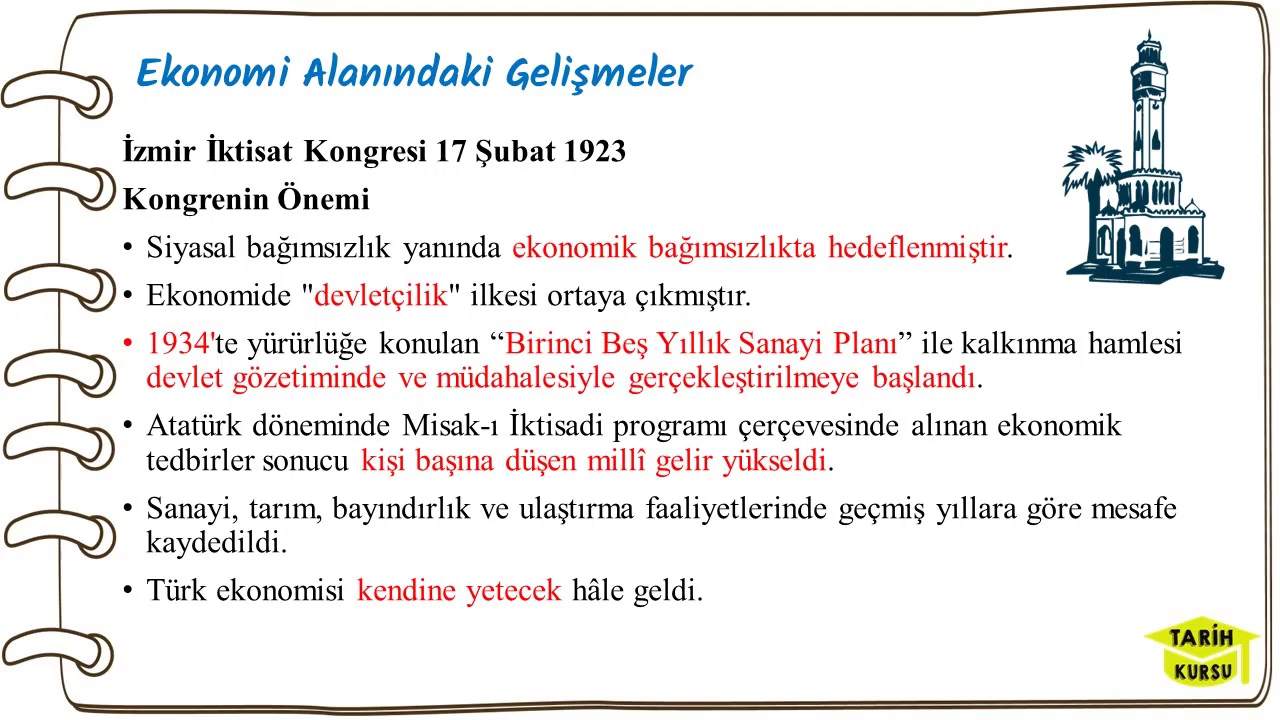 Ekonomi Alanındaki Gelişmeler
İzmir İktisat Kongresi 17 Şubat 1923
Kongrenin Önemi
• Siyasal bağımsızlık yanında ekonomik bağımsızlıkta hedeflenmiştir.
• Ekonomide "devletçilik" ilkesi ortaya çıkmıştır.
• 1934'te yürürlüğe konulan “Birinci Beş Yıllık Sanayi Planı” ile kalkınma hamlesi
devlet gözetiminde ve müdahalesiyle gerçekleştirilmeye başlandı.
• Atatürk döneminde Misak-ı İktisadi programı çerçevesinde alınan ekonomik
tedbirler sonucu kişi başına düşen millî gelir yükseldi.
• Sanayi, tarım, bayındırlık ve ulaştırma faaliyetlerinde geçmiş yıllara göre mesafe
kaydedildi.
• Türk ekonomisi kendine yetecek hâle geldi.
TARİH
KURSU